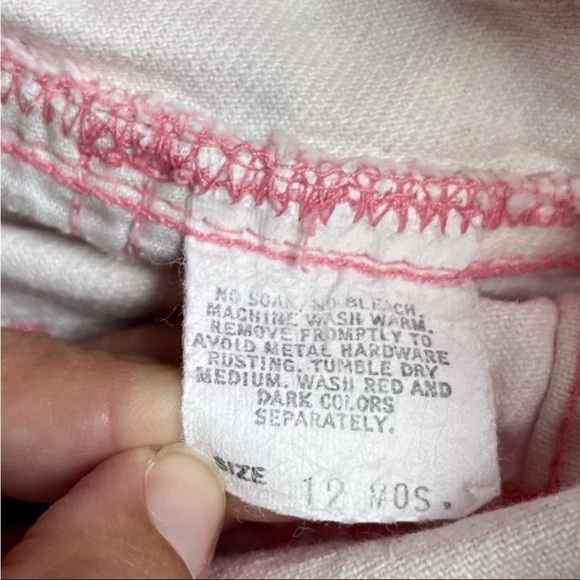 NO SOAK, NO BLEACH.
MACHINE WASH WARM.
REMOVE PROMPTLY TO
AVOID METAL HARDWARE
RUSTING. TUMBLE DRY
MEDIUM. WASH RED AND
DARK COLORS
SEPARATELY.
SIZE 12 MOS.